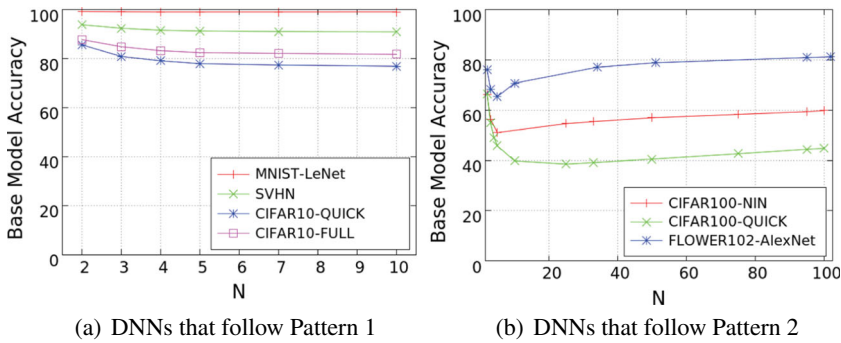 100
80
60
40
20
0
Base Model Accuracy
2 3 4 5 6 7 8 9 10
N
MNIST-LeNet
SVHN
CIFAR10-QUICK
CIFAR10-FULL
(a) DNNs that follow Pattern 1
100
80
60
40
20
0
Base Model Accuracy
20 40 60 80 100
N
CIFAR100-NIN
CIFAR100-QUICK
FLOWER102-AlexNet
(b) DNNs that follow Pattern 2